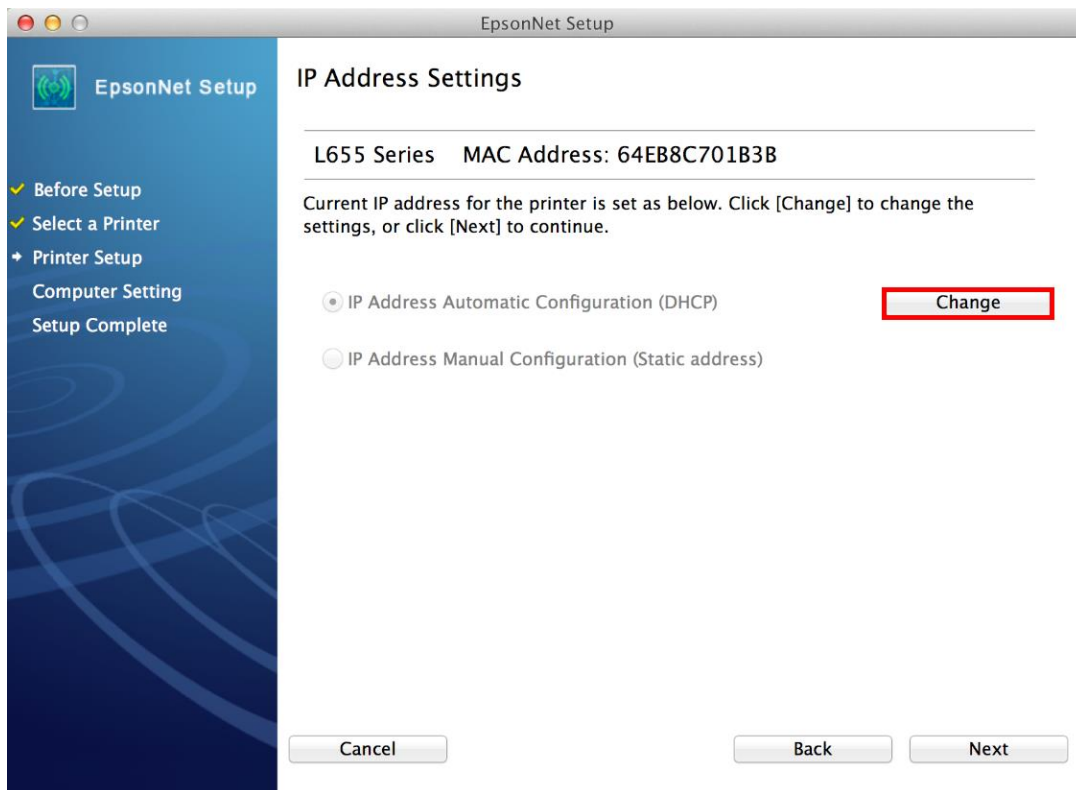 EpsonNet Setup
EpsonNet Setup
Before Setup
Select a Printer
Printer Setup
Computer Setting
Setup Complete
IP Address Settings
L655 Series MAC Address: 64EB8C701B3B
Current IP address for the printer is set as below. Click [Change] to change the
settings, or click [Next] to continue.
IP Address Automatic Configuration (DHCP)
Change
IP Address Manual Configuration (Static address)
Cancel
Back
Next